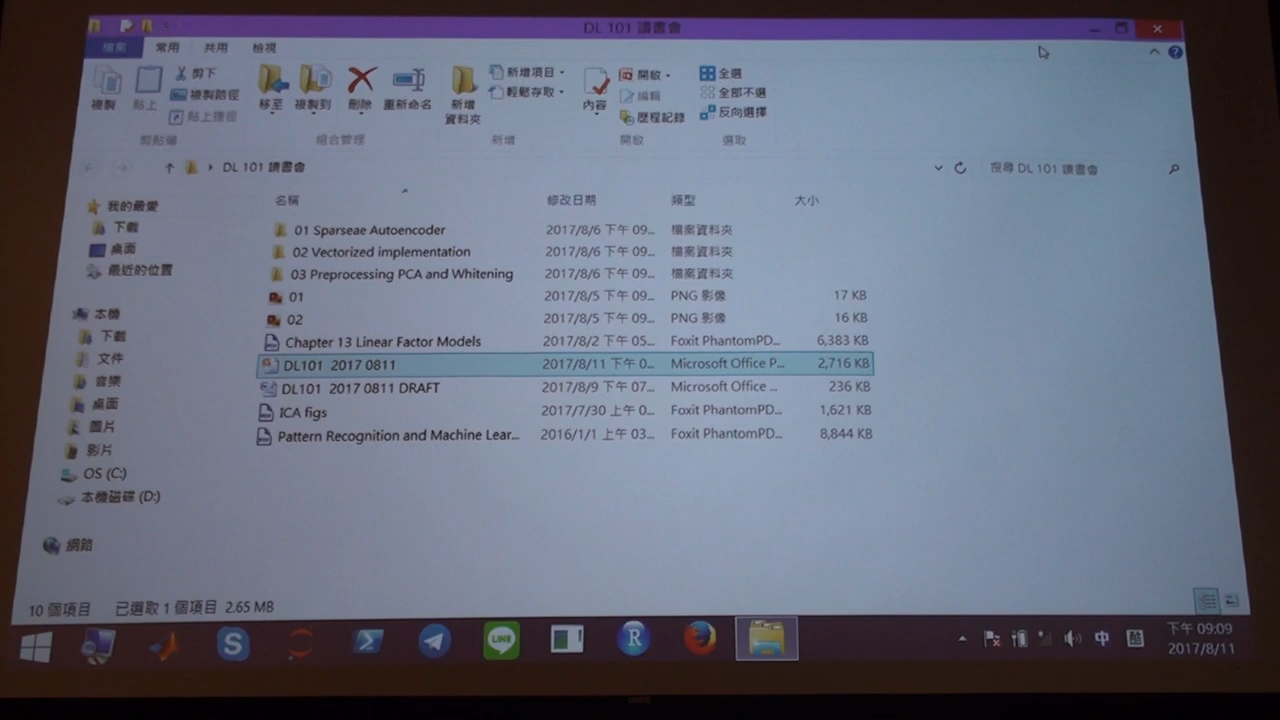 DL 101 讀書會
檔案 常用 共用 檢視
複製 貼上 剪下 複製路徑 貼上捷徑
移至 複製到 刪除 重新命名
新增資料夾 新增項目 輕鬆存取
內容 開啟 編輯 歷程記錄
全選 全部不選 反向選擇
剪貼簿 組合管理 新增 開啟 選取
DL 101 讀書會 搜尋 DL 101 讀書會
名稱 修改日期 類型 大小
01 Sparseae Autoencoder 2017/8/6 下午 09... 檔案資料夾
02 Vectorized implementation 2017/8/6 下午 09... 檔案資料夾
03 Preprocessing PCA and Whitening 2017/8/6 下午 09... 檔案資料夾
01 2017/8/5 下午 09... PNG 影像 17 KB
02 2017/8/5 下午 09... PNG 影像 16 KB
Chapter 13 Linear Factor Models 2017/8/2 下午 05... Foxit PhantomPD... 6,383 KB
DL101 2017 0811 2017/8/11 下午 0... Microsoft Office P... 2,716 KB
DL101 2017 0811 DRAFT 2017/8/9 下午 07... Microsoft Office ... 236 KB
ICA figs 2017/7/30 上午 0... Foxit PhantomPD... 1,621 KB
Pattern Recognition and Machine Lear... 2016/1/1 上午 03... Foxit PhantomPD... 8,844 KB
我的最愛
下載
桌面
最近的位置
本機
下載
文件
音樂
桌面
圖片
影片
OS (C:)
本機磁碟 (D:)
網路
10 個項目 已選取 1 個項目 2.65 MB
S LINE R 中 酷 下午 09:09
2017/8/11